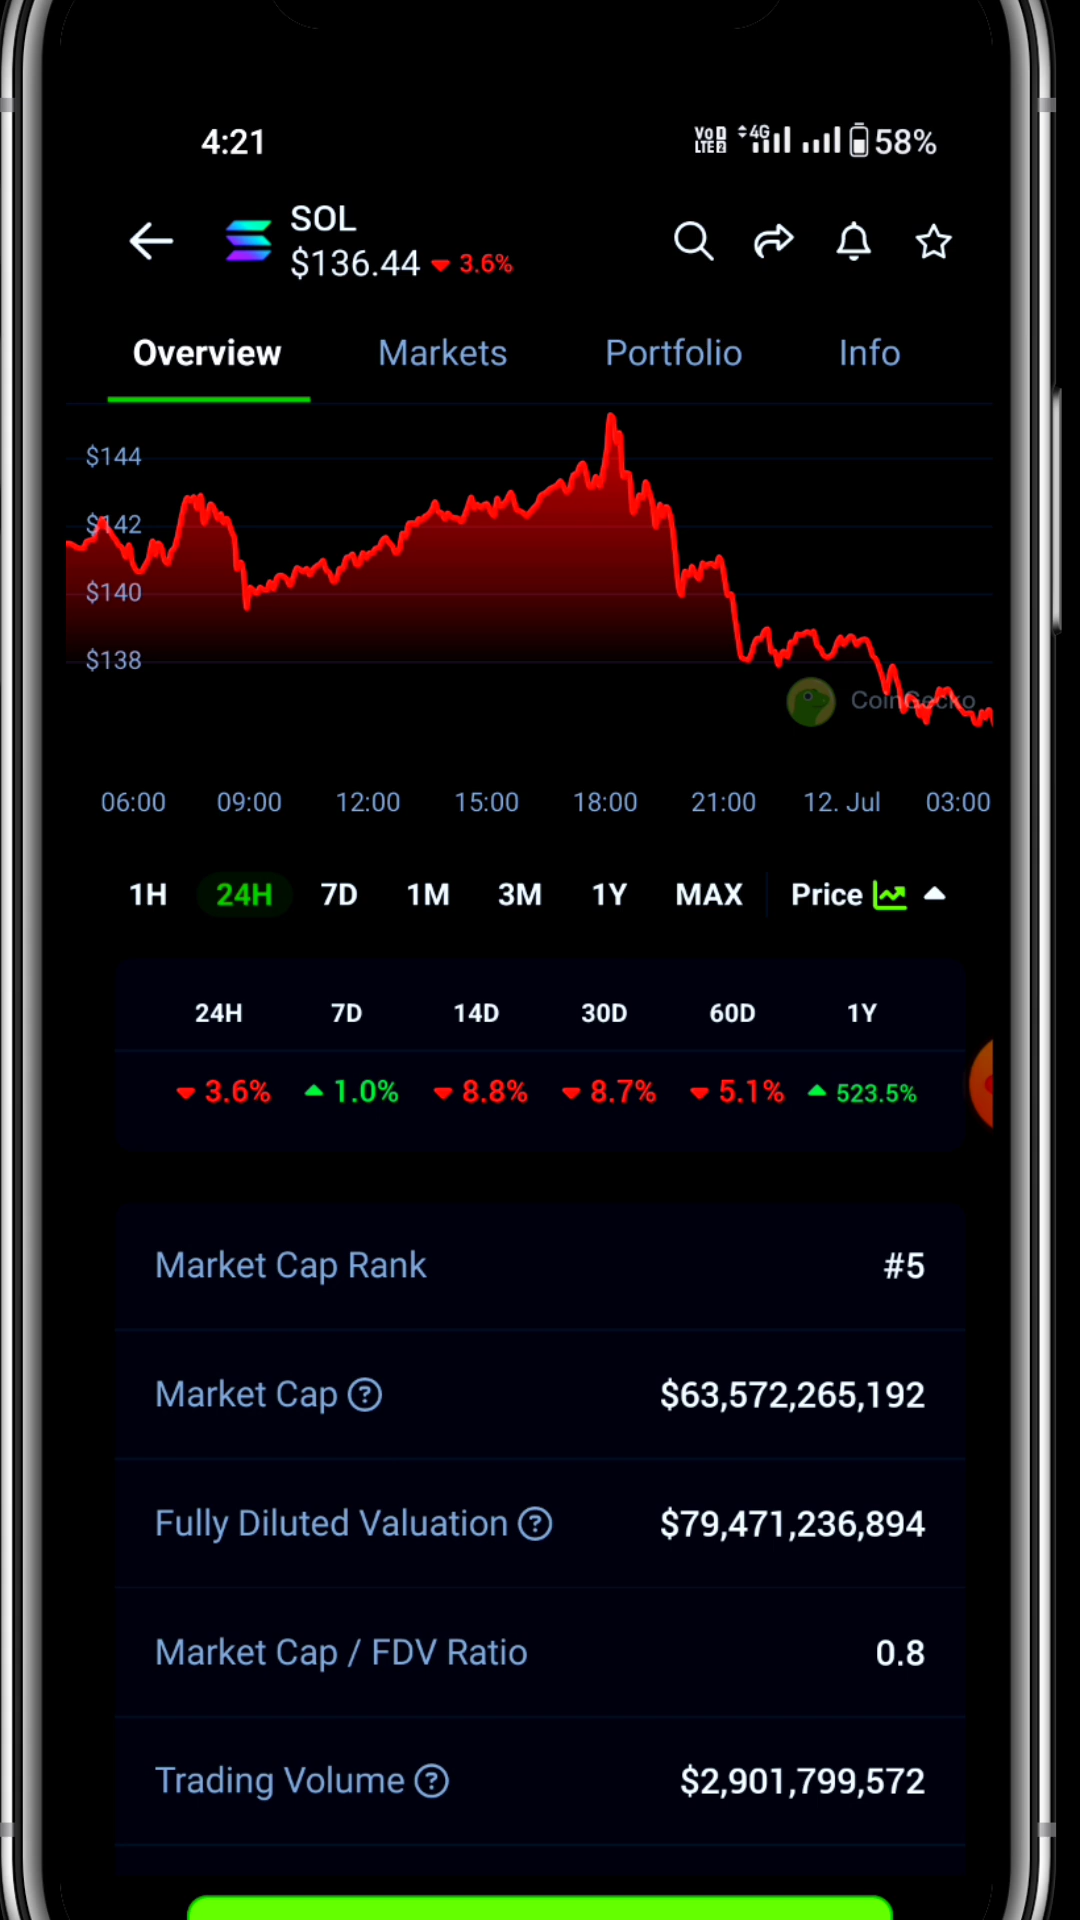 4:21 VoLTE 4G 58%
SOL
$136.44 3.6%
Overview Markets Portfolio Info
$144
$142
$140
$138
CoinGecko
06:00 09:00 12:00 15:00 18:00 21:00 12. Jul 03:00
1H 24H 7D 1M 3M 1Y MAX Price
24H 7D 14D 30D 60D 1Y
3.6% 1.0% 8.8% 8.7% 5.1% 523.5%
Market Cap Rank #5
Market Cap ? $63,572,265,192
Fully Diluted Valuation ? $79,471,236,894
Market Cap / FDV Ratio 0.8
Trading Volume ? $2,901,799,572